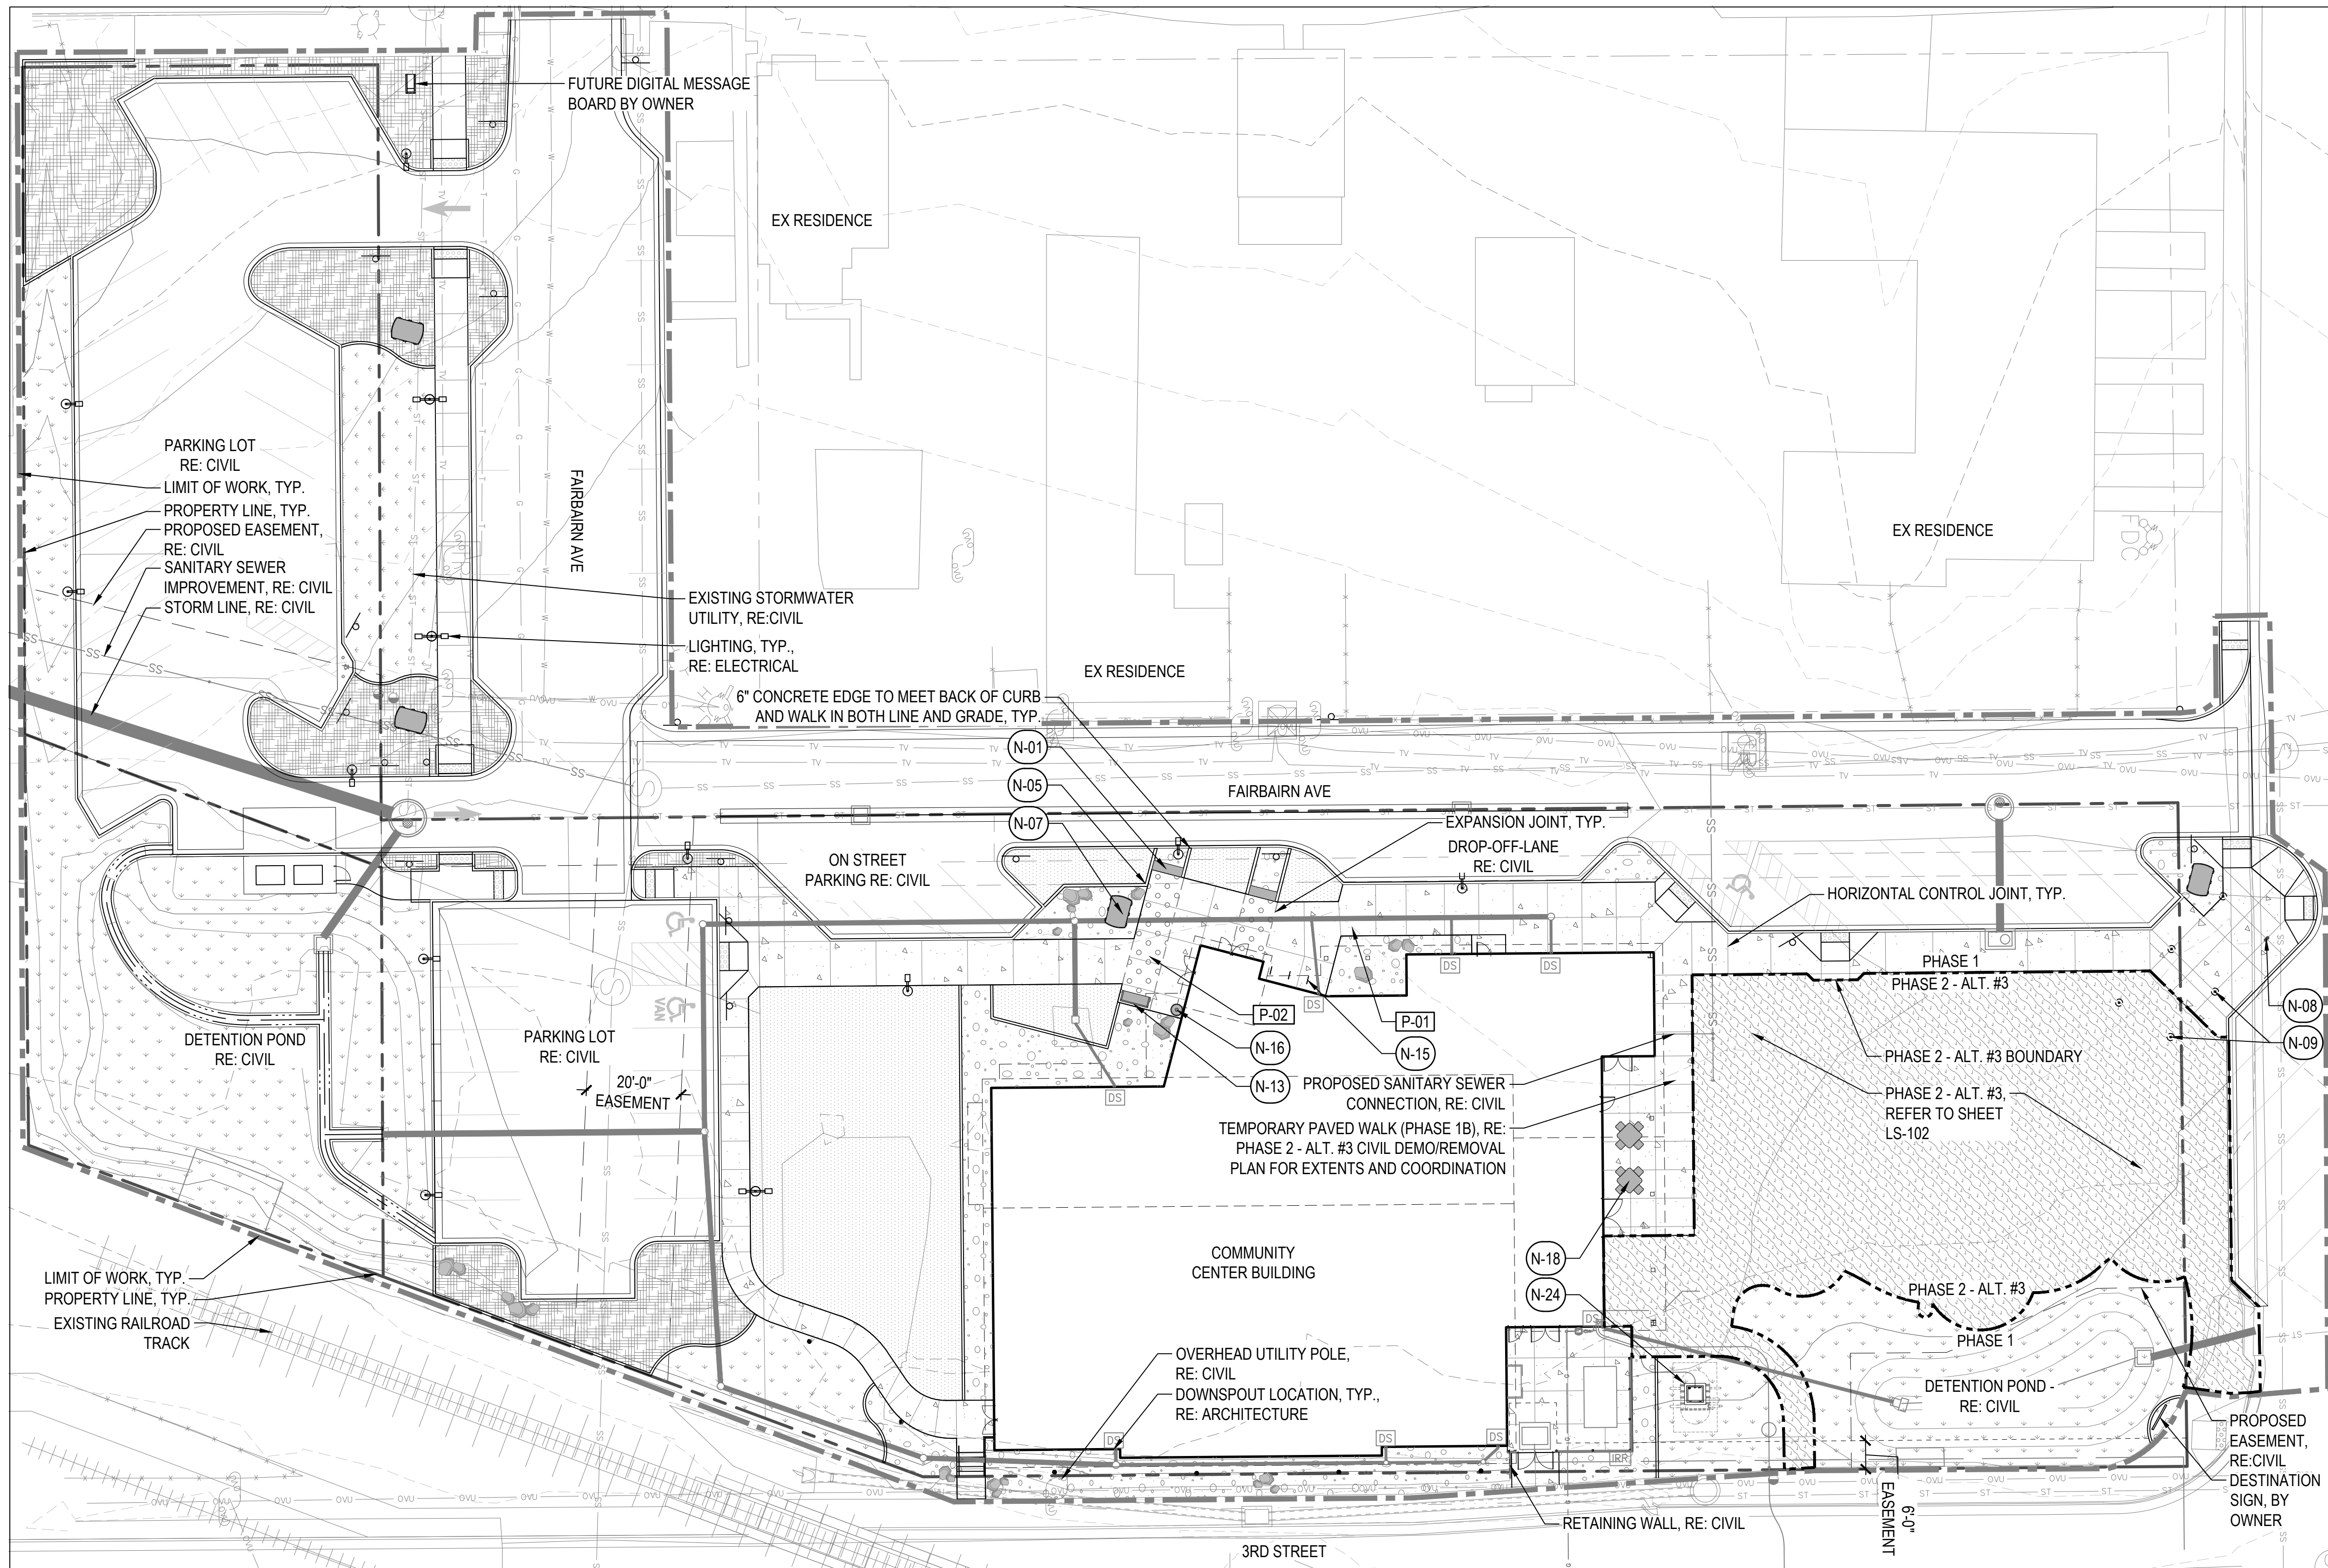 FUTURE DIGITAL MESSAGE
BOARD BY OWNER
EX RESIDENCE
PARKING LOT
RE: CIVIL
LIMIT OF WORK, TYP.
PROPERTY LINE, TYP.
PROPOSED EASEMENT,
RE: CIVIL
SANITARY SEWER
IMPROVEMENT, RE: CIVIL
STORM LINE, RE: CIVIL
FAIRBAIRN AVE
EXISTING STORMWATER
UTILITY, RE:CIVIL
LIGHTING, TYP.,
RE: ELECTRICAL
EX RESIDENCE
EX RESIDENCE
6" CONCRETE EDGE TO MEET BACK OF CURB
AND WALK IN BOTH LINE AND GRADE, TYP.
N-01
N-05
N-07
FAIRBAIRN AVE
EXPANSION JOINT, TYP.
DROP-OFF-LANE
RE: CIVIL
ON STREET
PARKING RE: CIVIL
HORIZONTAL CONTROL JOINT, TYP.
PHASE 1
PHASE 2 - ALT. #3
N-08
N-09
P-02
P-01
N-16
N-15
N-13
DS
DS
DS
DS
VAN
DETENTION POND
RE: CIVIL
PARKING LOT
RE: CIVIL
20'-0"
EASEMENT
PROPOSED SANITARY SEWER
CONNECTION, RE: CIVIL
TEMPORARY PAVED WALK (PHASE 1B), RE:
PHASE 2 - ALT. #3 CIVIL DEMO/REMOVAL
PLAN FOR EXTENTS AND COORDINATION
PHASE 2 - ALT. #3 BOUNDARY
PHASE 2 - ALT. #3,
REFER TO SHEET
LS-102
COMMUNITY
CENTER BUILDING
N-18
N-24
PHASE 2 - ALT. #3
PHASE 1
LIMIT OF WORK, TYP.
PROPERTY LINE, TYP.
EXISTING RAILROAD
TRACK
OVERHEAD UTILITY POLE,
RE: CIVIL
DOWNSPOUT LOCATION, TYP.,
RE: ARCHITECTURE
DS
DS
DS
DS
IRR
DETENTION POND -
RE: CIVIL
PROPOSED
EASEMENT,
RE:CIVIL
DESTINATION
SIGN, BY
OWNER
6'-0"
EASEMENT
RETAINING WALL, RE: CIVIL
3RD STREET